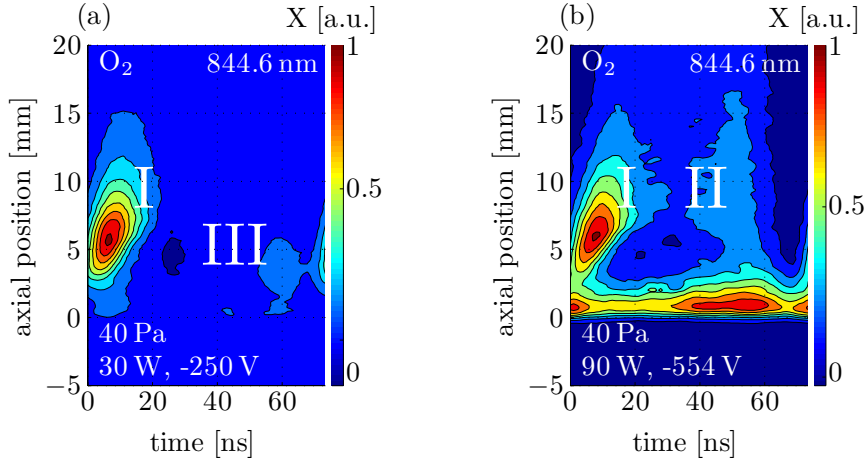 (a)
X [a.u.]
O₂
844.6 nm
I
III
40 Pa
30 W, -250 V
20
15
10
5
0
−5
axial position [mm]
0
20
40
60
time [ns]
1
0.5
0
(b)
X [a.u.]
O₂
844.6 nm
I
II
40 Pa
90 W, -554 V
20
15
10
5
0
−5
axial position [mm]
0
20
40
60
time [ns]
1
0.5
0